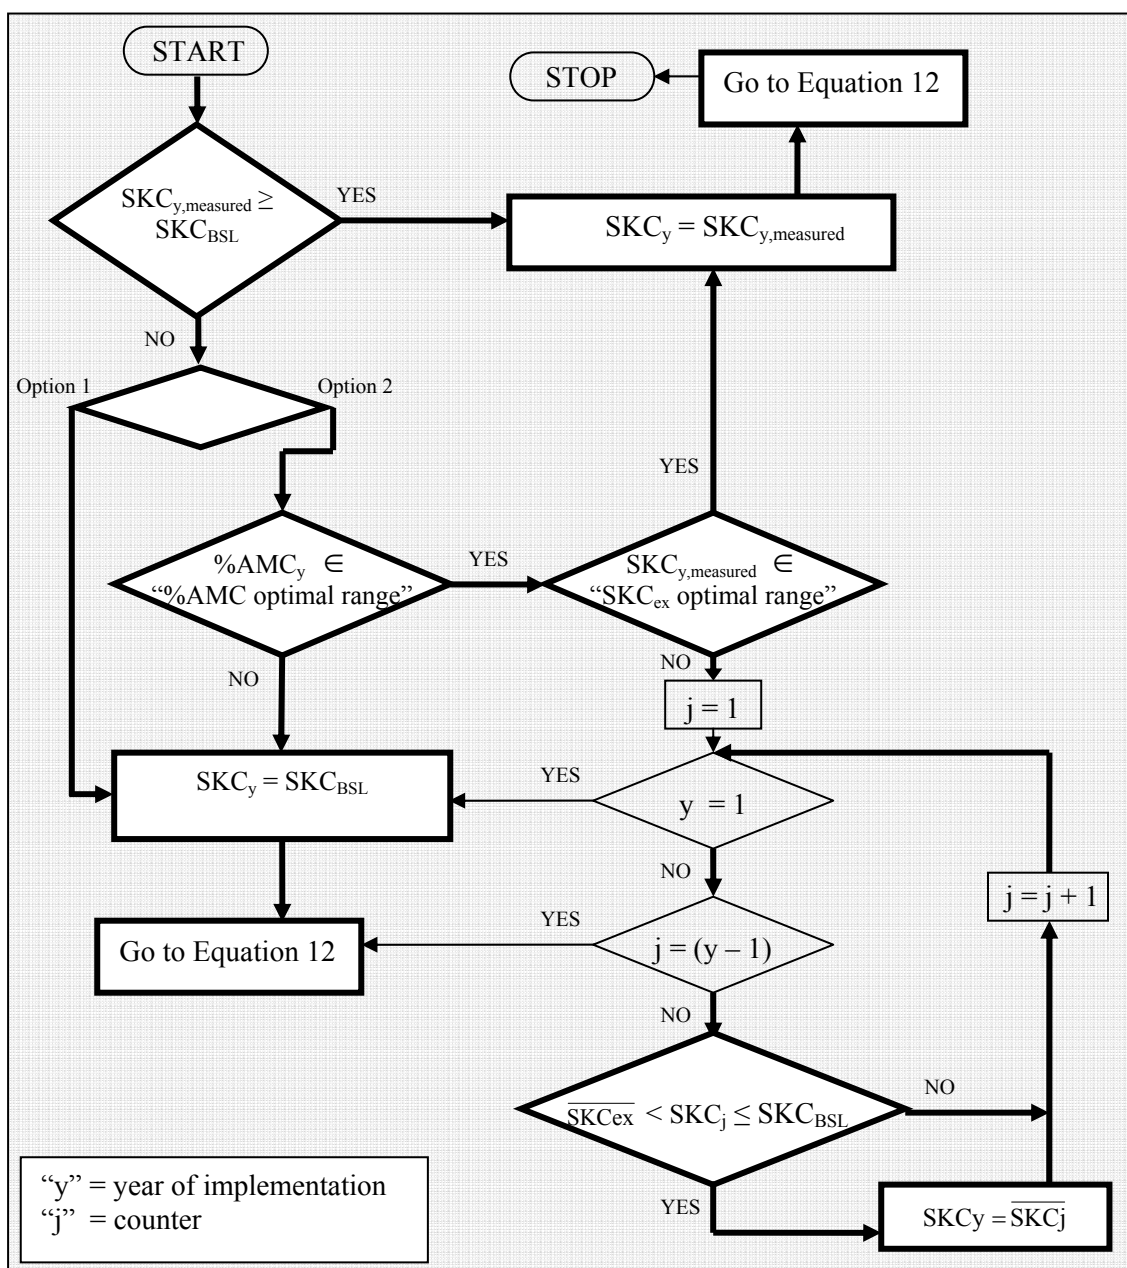 START
STOP
Go to Equation 12
SKCy,measured ≥
SKCBSL
YES
SKCy = SKCy,measured
NO
Option 1
Option 2
YES
%AMCy ∈
“%AMC optimal range”
YES
SKCy,measured ∈
“SKCex optimal range”
NO
NO
j = 1
SKCy = SKCBSL
YES
y = 1
NO
j = j + 1
Go to Equation 12
YES
j = (y – 1)
NO
S̅K̅C̅e̅x̅ < SKCj ≤ SKCBSL
NO
YES
SKCy = S̅K̅C̅j̅
“y” = year of implementation
“j” = counter